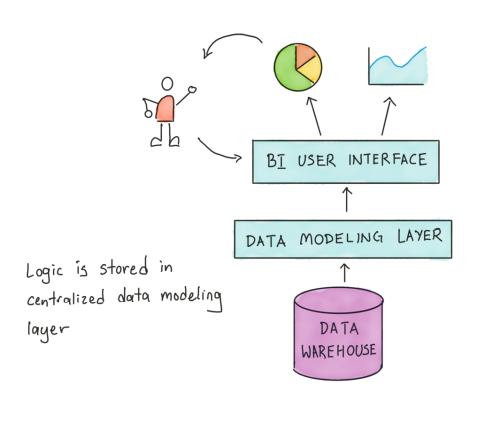 BI USER INTERFACE
DATA MODELING LAYER
Logic is stored in
centralized data modeling
layer
DATA
WAREHOUSE